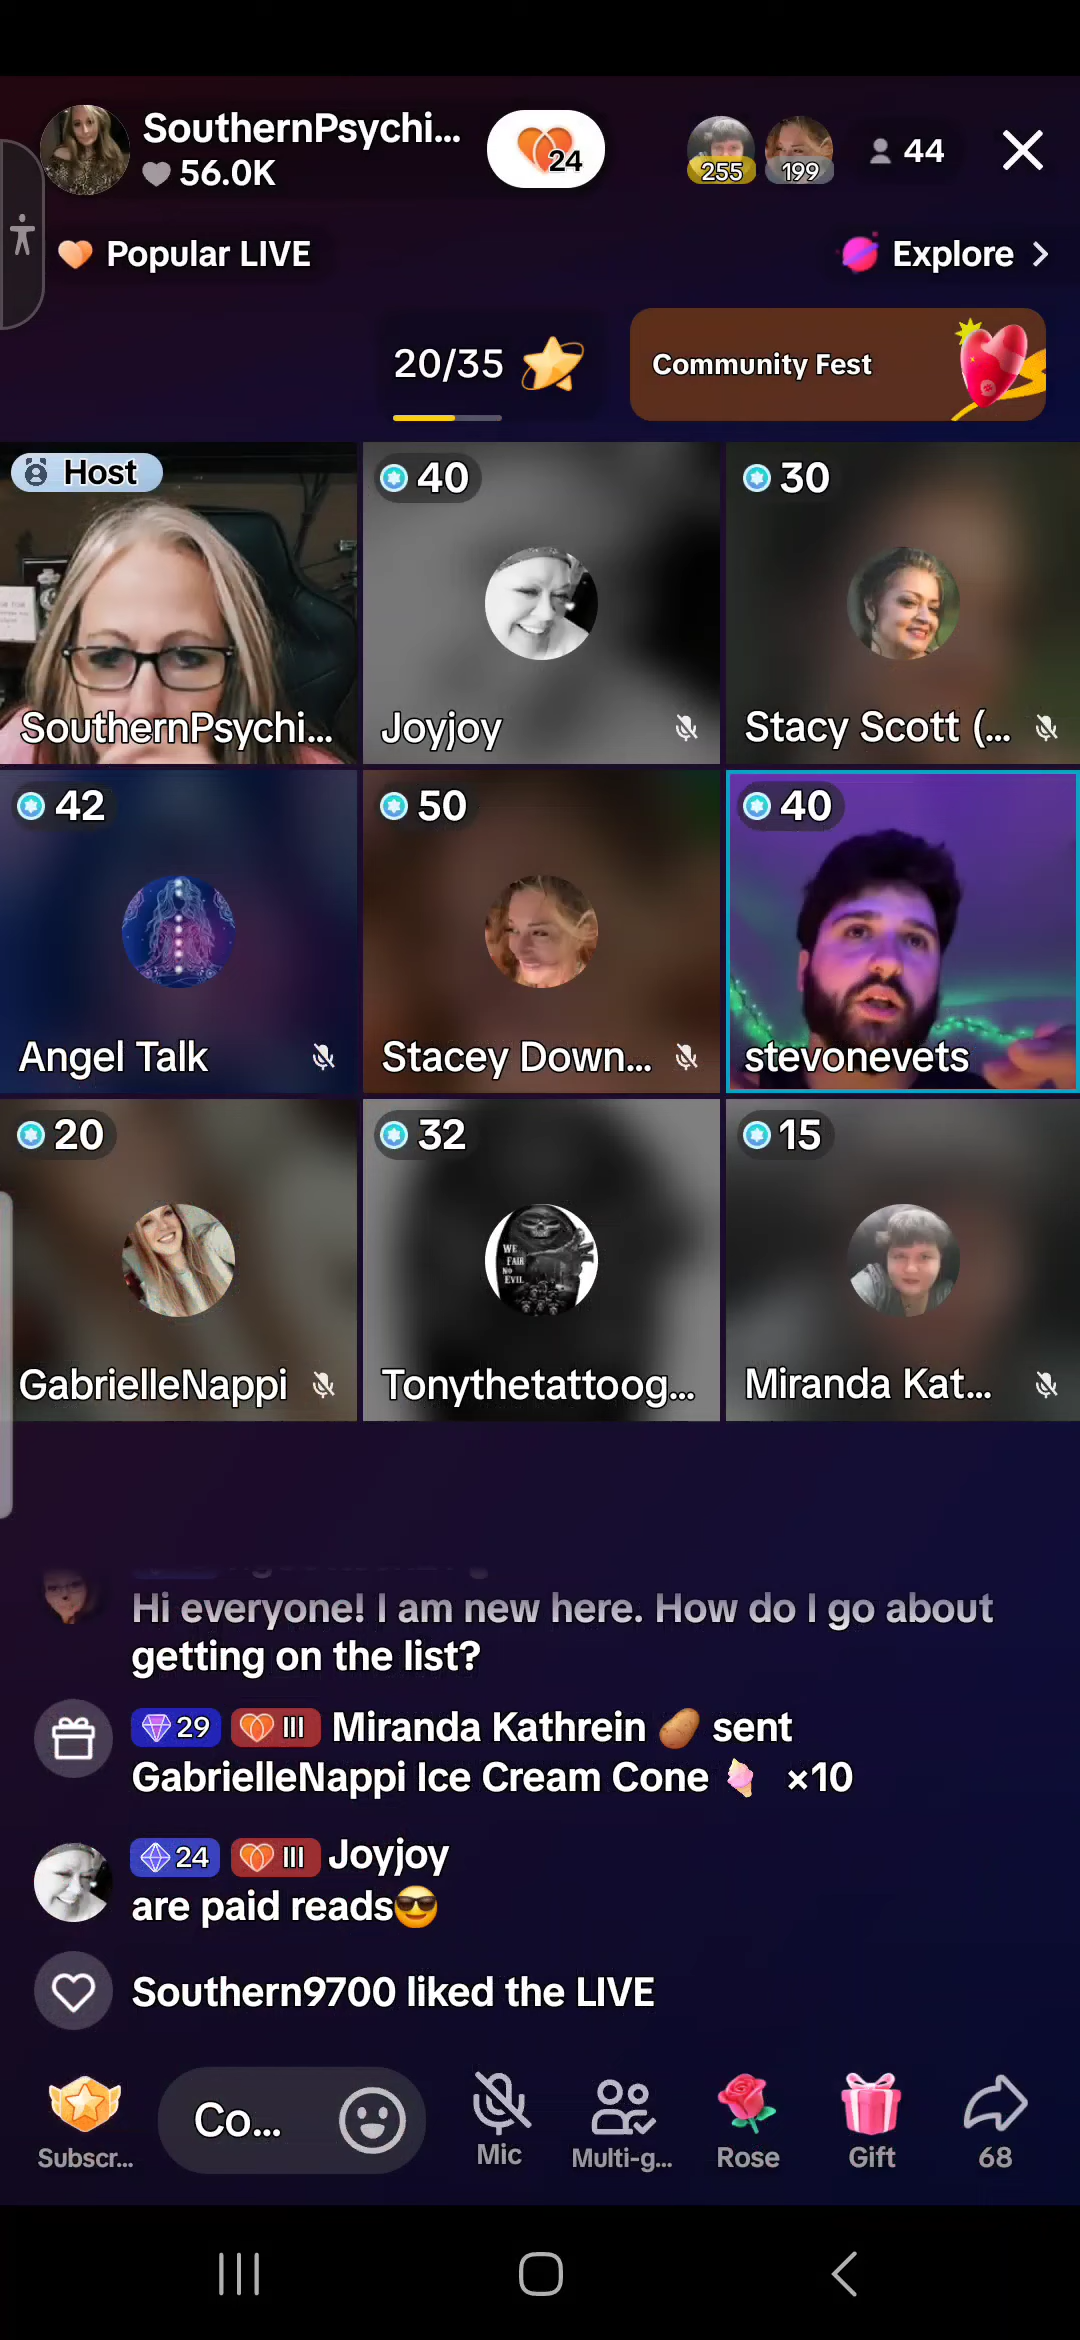 SouthernPsychi...
56.0K
24
255
199
44
Popular LIVE
Explore
20/35
Community Fest
Host
SouthernPsychi...
40
Joyjoy
30
Stacy Scott (...
42
Angel Talk
50
Stacey Down...
40
stevonevets
20
GabrielleNappi
32
WE
FAIR
NO
EVIL
Tonythetattoog...
15
Miranda Kat...
Hi everyone! I am new here. How do I go about
getting on the list?
29 III Miranda Kathrein 🥔 sent
GabrielleNappi Ice Cream Cone 🍦 ×10
24 III Joyjoy
are paid reads😎
Southern9700 liked the LIVE
Subscr...
Co...
Mic
Multi-g...
Rose
Gift
68